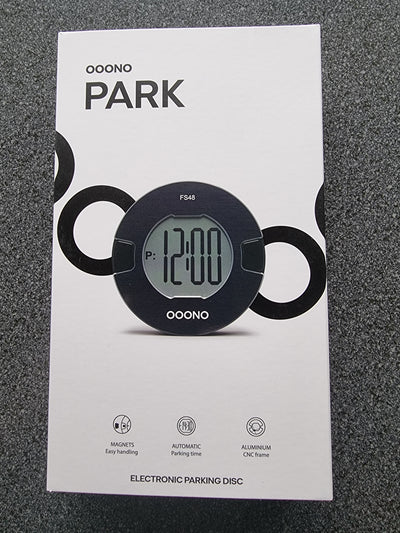 OOONO
PARK
FS48
P: 12:00
OOONO
MAGNETS
Easy handling
AUTOMATIC
Parking time
ALUMINIUM
CNC frame
ELECTRONIC PARKING DISC